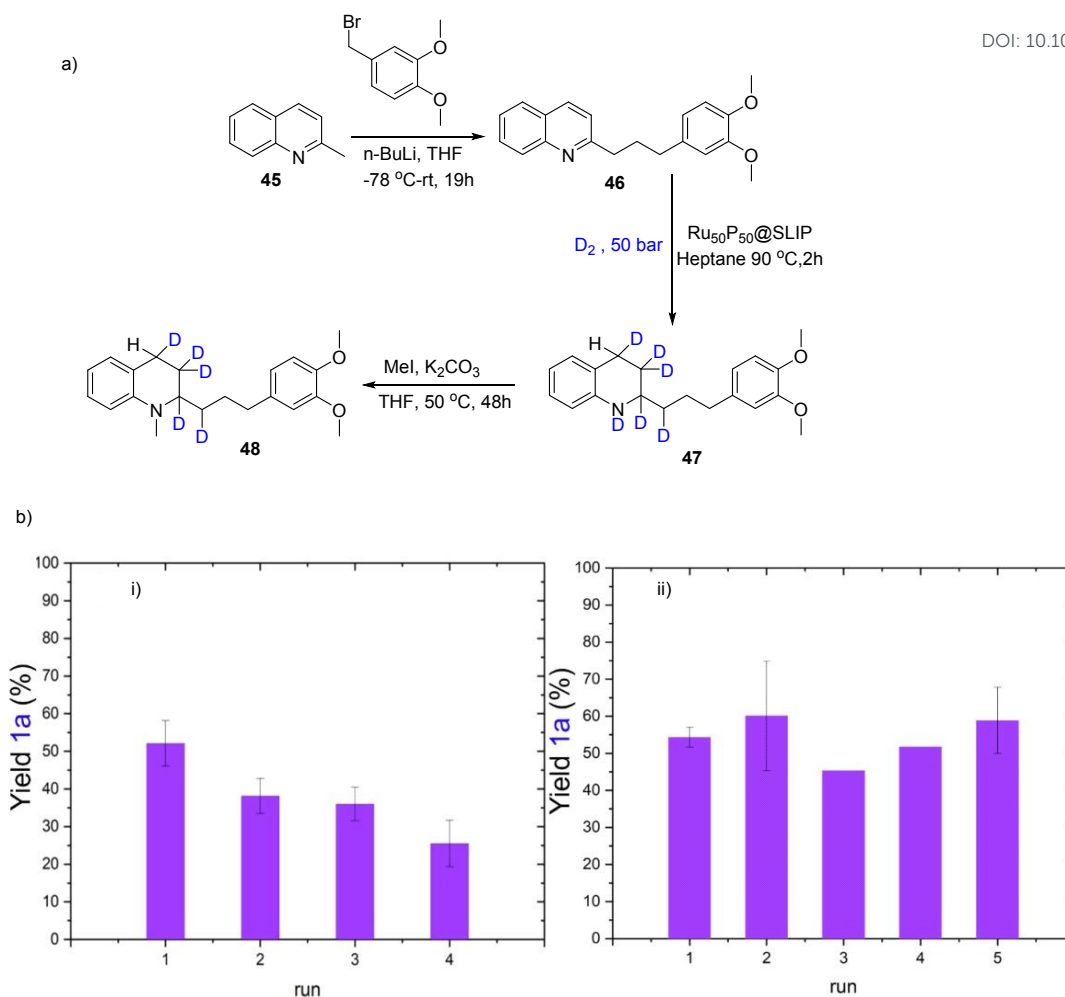 DOI: 10.10
a)
Br
O
O
N
45
n-BuLi, THF
-78 °C-rt, 19h
N
46
O
O
D₂ , 50 bar
Ru₅₀P₅₀@SLIP
Heptane 90 °C,2h
H
D
D
D
N
D
D
O
O
48
MeI, K₂CO₃
THF, 50 °C, 48h
H
D
D
D
N
D
D
D
O
O
47
b)
i)
Yield 1a (%)
100
90
80
70
60
50
40
30
20
10
0
1 2 3 4
run
ii)
Yield 1a (%)
100
90
80
70
60
50
40
30
20
10
0
1 2 3 4 5
run